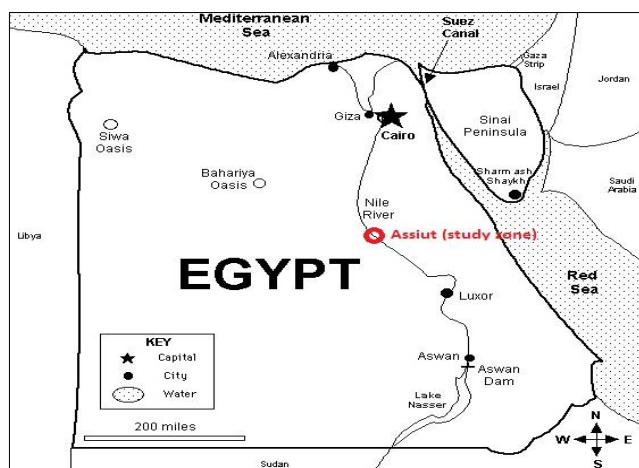 Mediterranean
Sea
Suez
Canal
Alexandria
Gaza
Strip
Jordan
Israel
Giza
Cairo
Sinai
Peninsula
Siwa
Oasis
Bahariya
Oasis
Sharm ash
Shaykh
Saudi
Arabia
Nile
River
Libya
Assiut (study zone)
EGYPT
Red
Sea
Luxor
KEY
Capital
City
Water
Aswan
Aswan
Dam
Lake
Nasser
200 miles
N
W E
S
Sudan